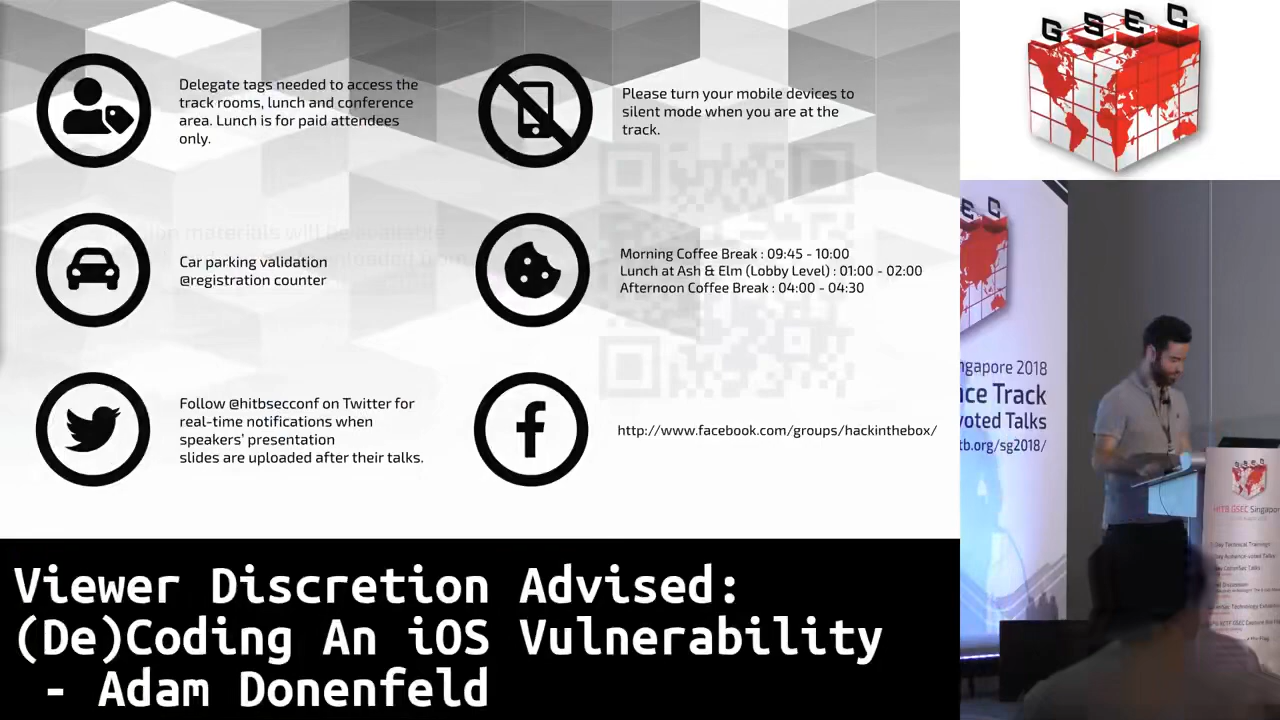 Delegate tags needed to access the
track rooms, lunch and conference
area. Lunch is for paid attendees
only.
Please turn your mobile devices to
silent mode when you are at the
track.
Car parking validation
@registration counter
Morning Coffee Break : 09:45 - 10:00
Lunch at Ash & Elm (Lobby Level) : 01:00 - 02:00
Afternoon Coffee Break : 04:00 - 04:30
Follow @hitbsecconf on Twitter for
real-time notifications when
speakers' presentation
slides are uploaded after their talks.
http://www.facebook.com/groups/hackinthebox/
Viewer Discretion Advised:
(De)Coding An iOS Vulnerability
- Adam Donenfeld
GSEC
ngapore 2018
ce Track
voted Talks
tb.org/sg2018/
HITB GSEC Singapor